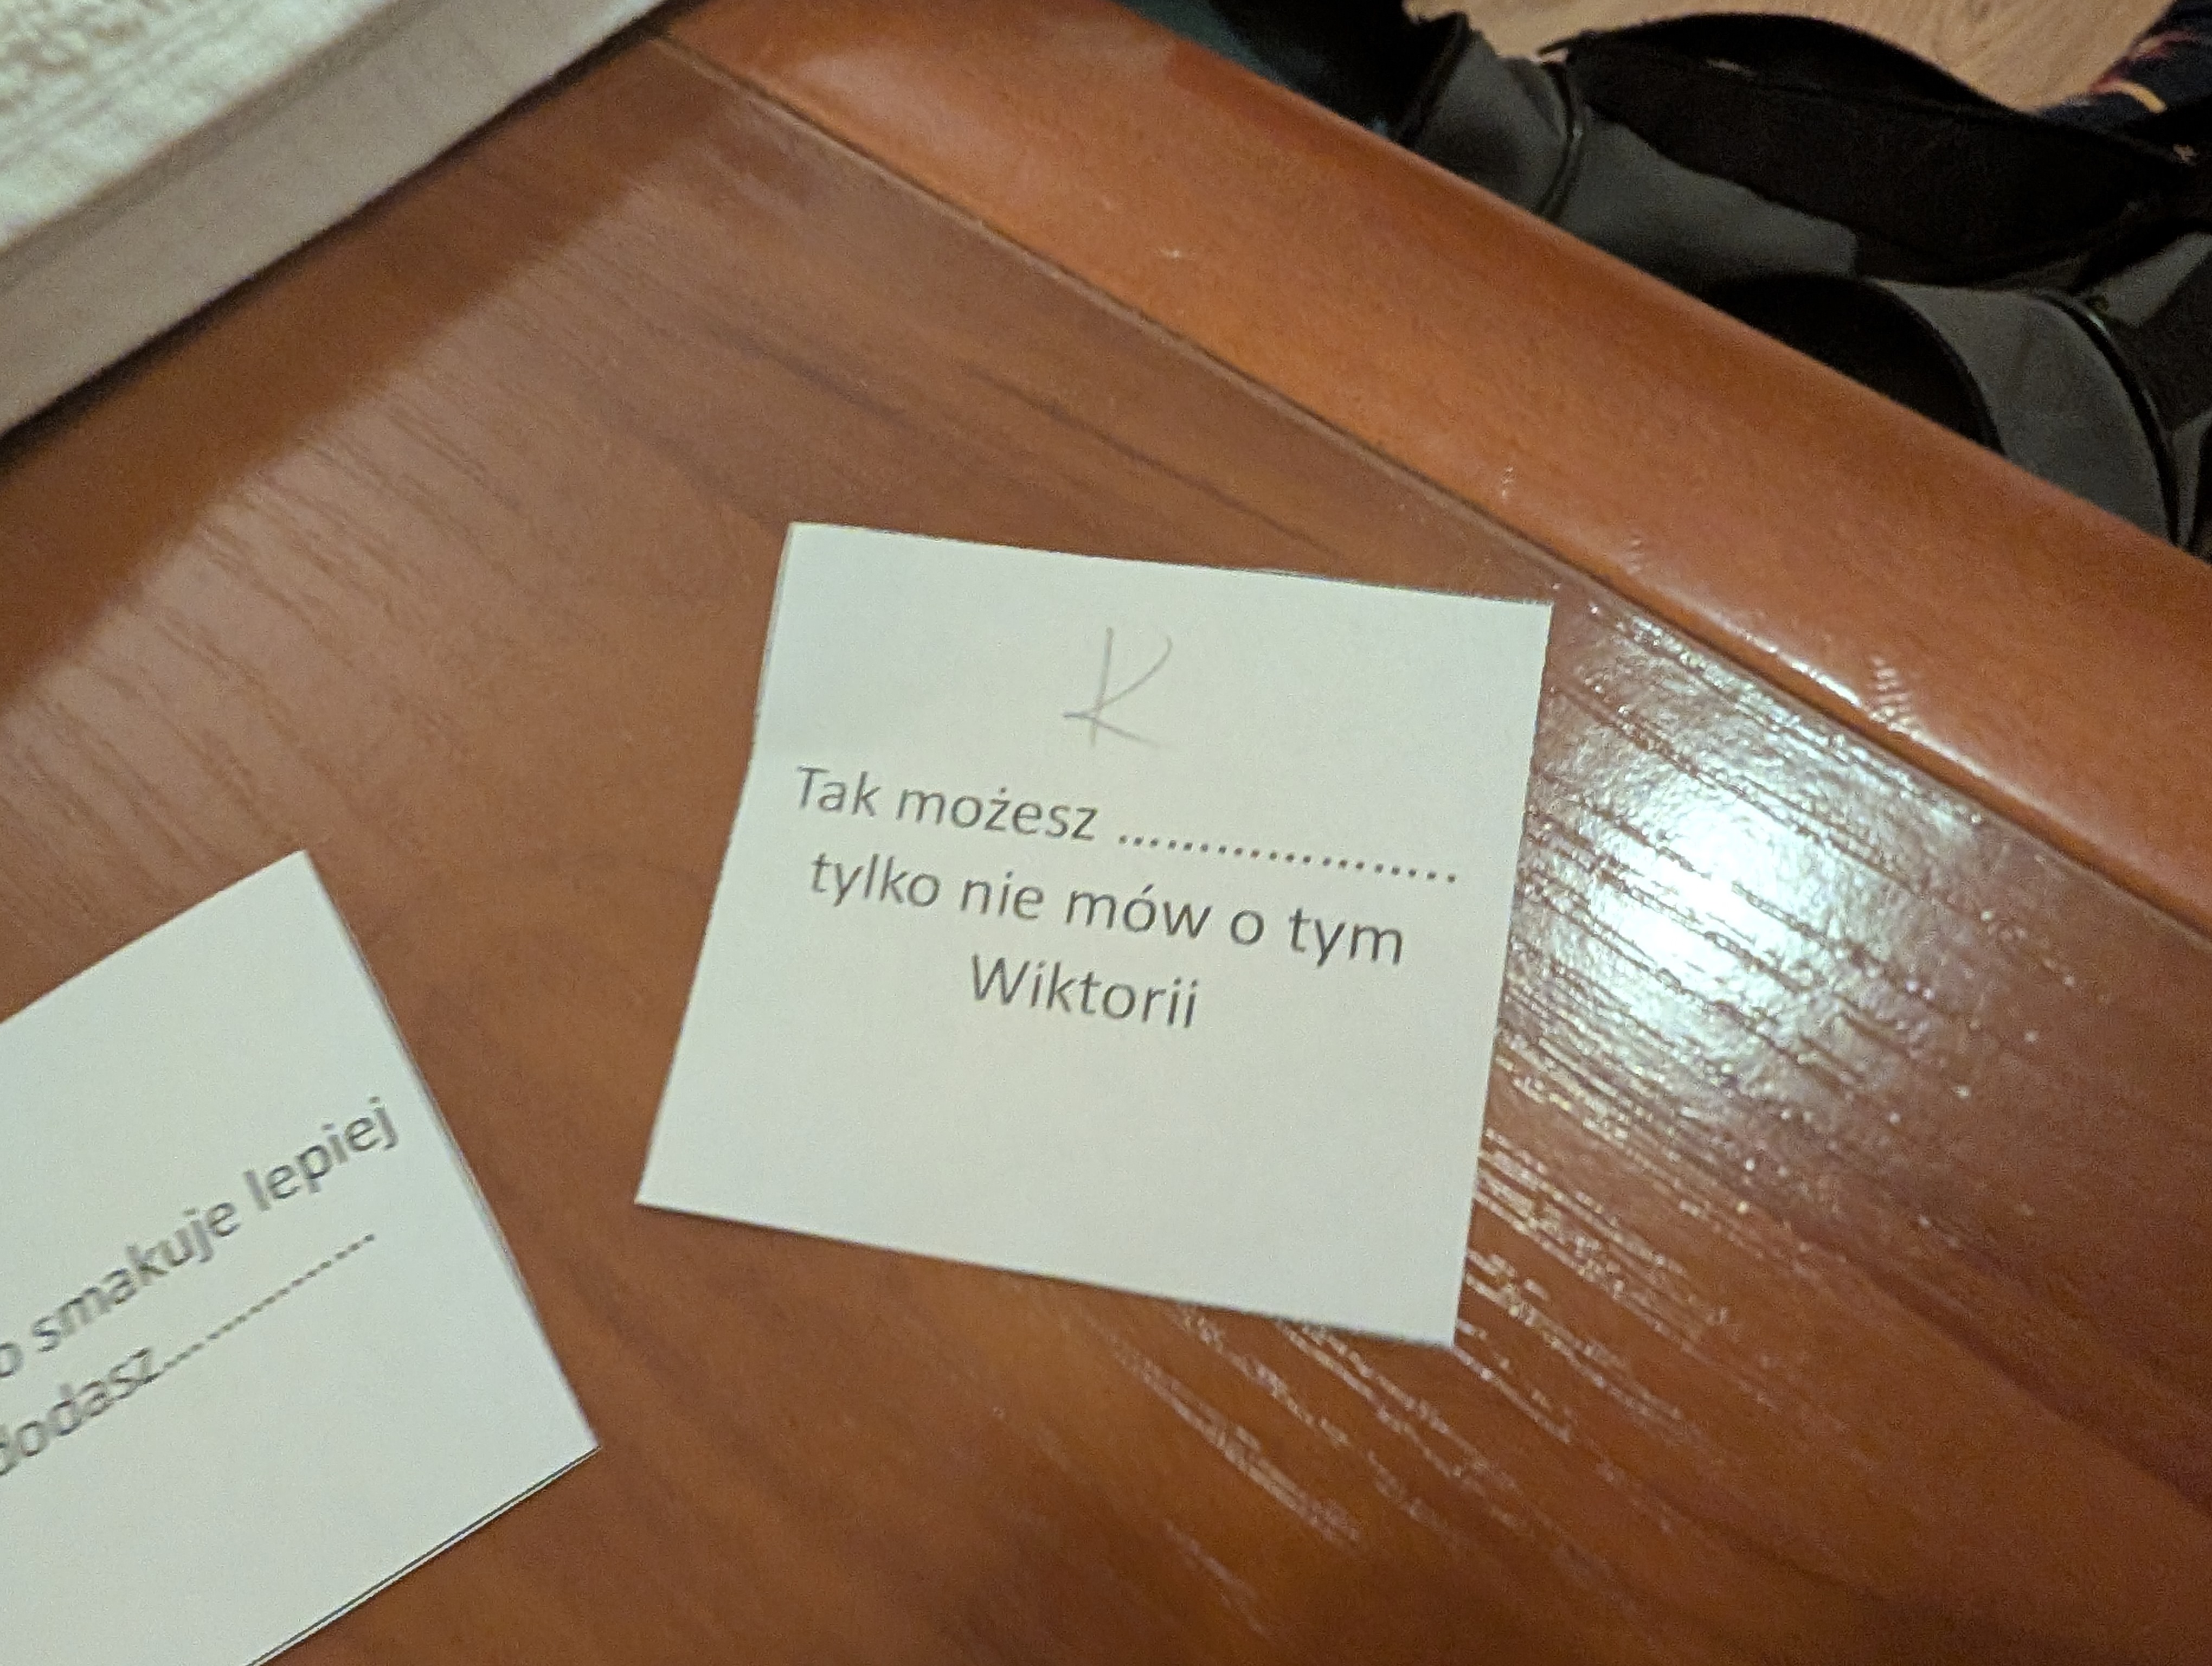 K
Tak możesz .....................
tylko nie mów o tym
Wiktorii
smakuje lepiej
dodasz.................